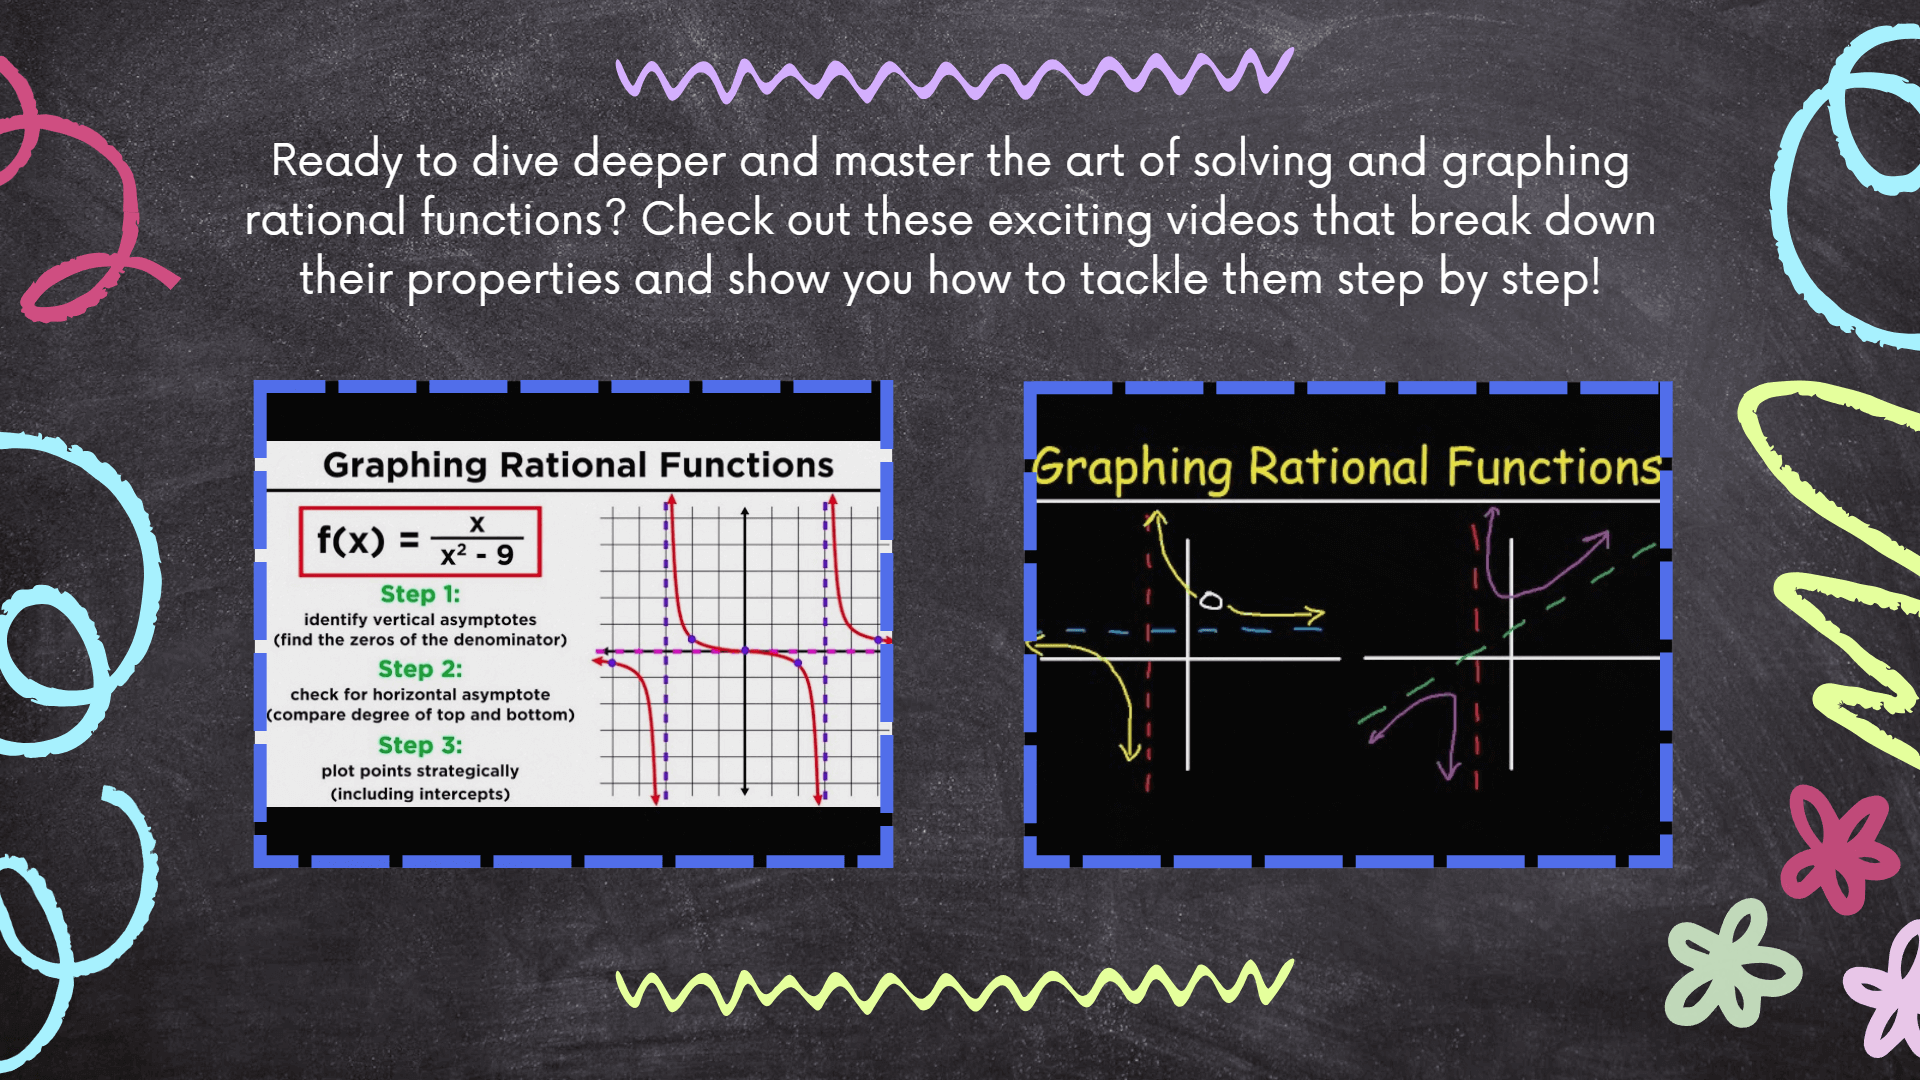 Ready to dive deeper and master the art of solving and graphing
rational functions? Check out these exciting videos that break down
their properties and show you how to tackle them step by step!
Graphing Rational Functions
f(x) = x / x² - 9
Step 1:
identify vertical asymptotes
(find the zeros of the denominator)
Step 2:
check for horizontal asymptote
(compare degree of top and bottom)
Step 3:
plot points strategically
(including intercepts)
Graphing Rational Functions